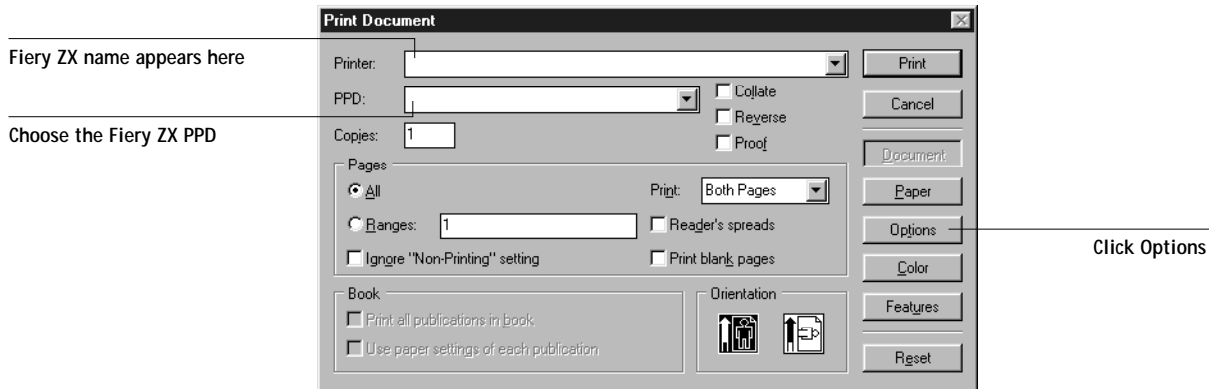 Print Document
Fiery ZX name appears here
Printer:
Print
PPD:
Collate
Cancel
Reverse
Choose the Fiery ZX PPD
Copies: 1
Proof
Document
Pages
All
Print: Both Pages
Paper
Ranges: 1
Reader's spreads
Options
Click Options
Ignore "Non-Printing" setting
Print blank pages
Color
Book
Orientation
Features
Print all publications in book
Use paper settings of each publication
Reset